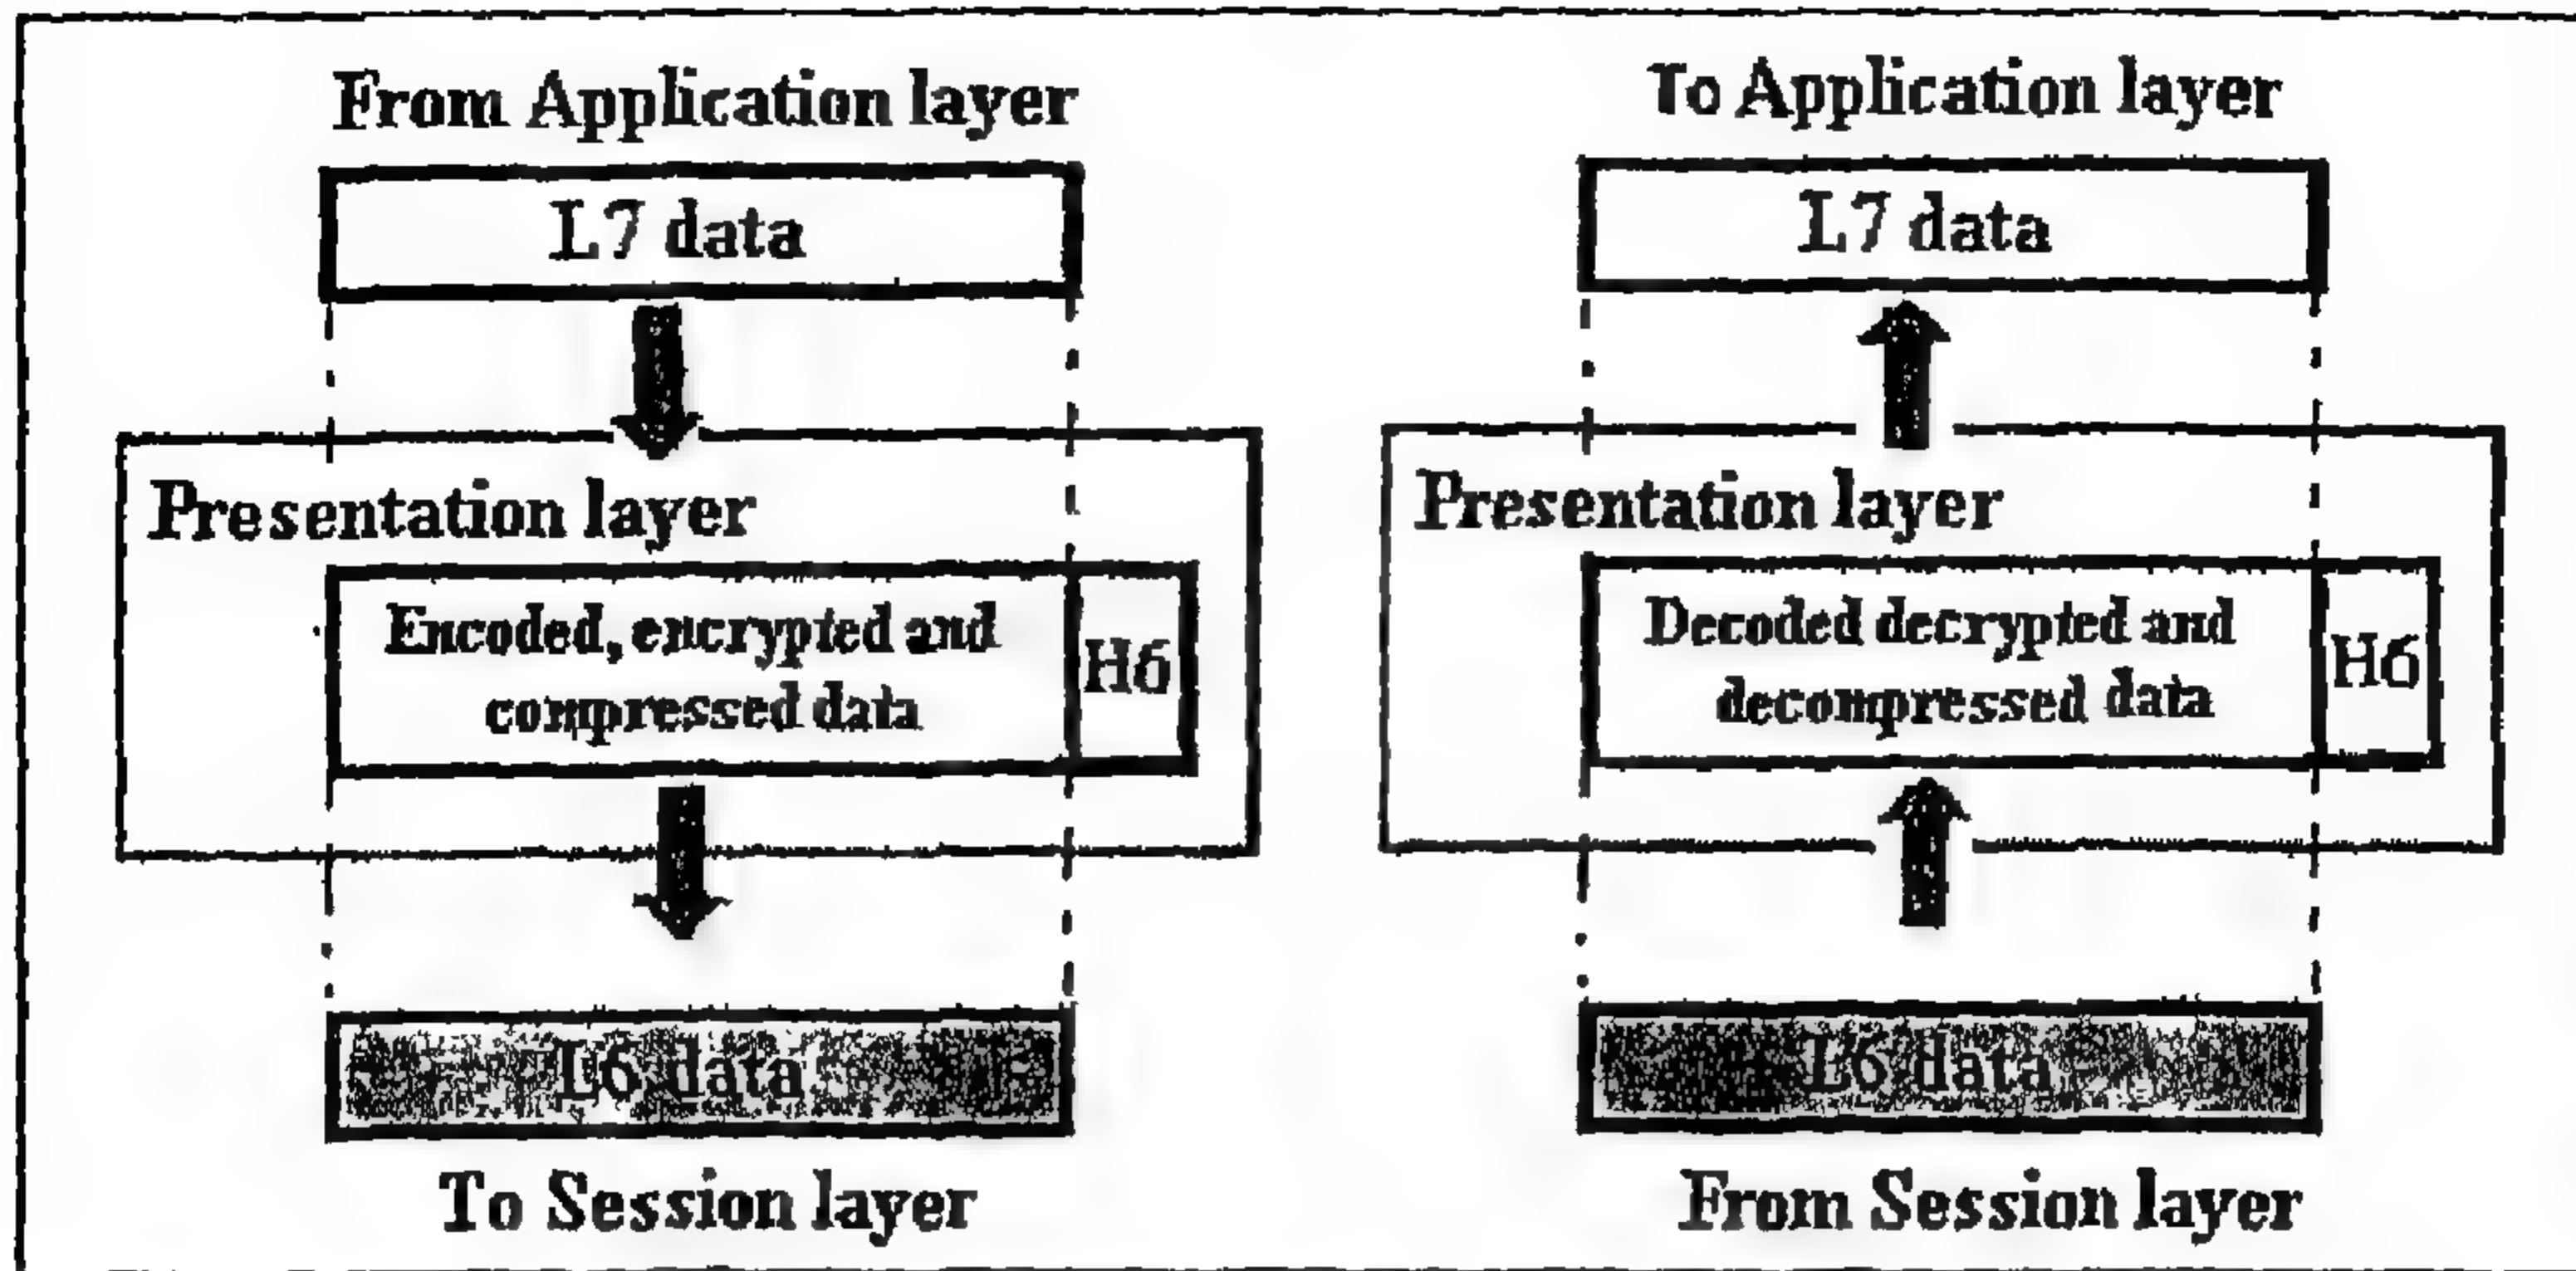 From Application layer
L7 data
Presentation layer
Encoded, encrypted and
compressed data
H6
L6 data
To Session layer
To Application layer
L7 data
Presentation layer
Decoded decrypted and
decompressed data
H6
L6 data
From Session layer